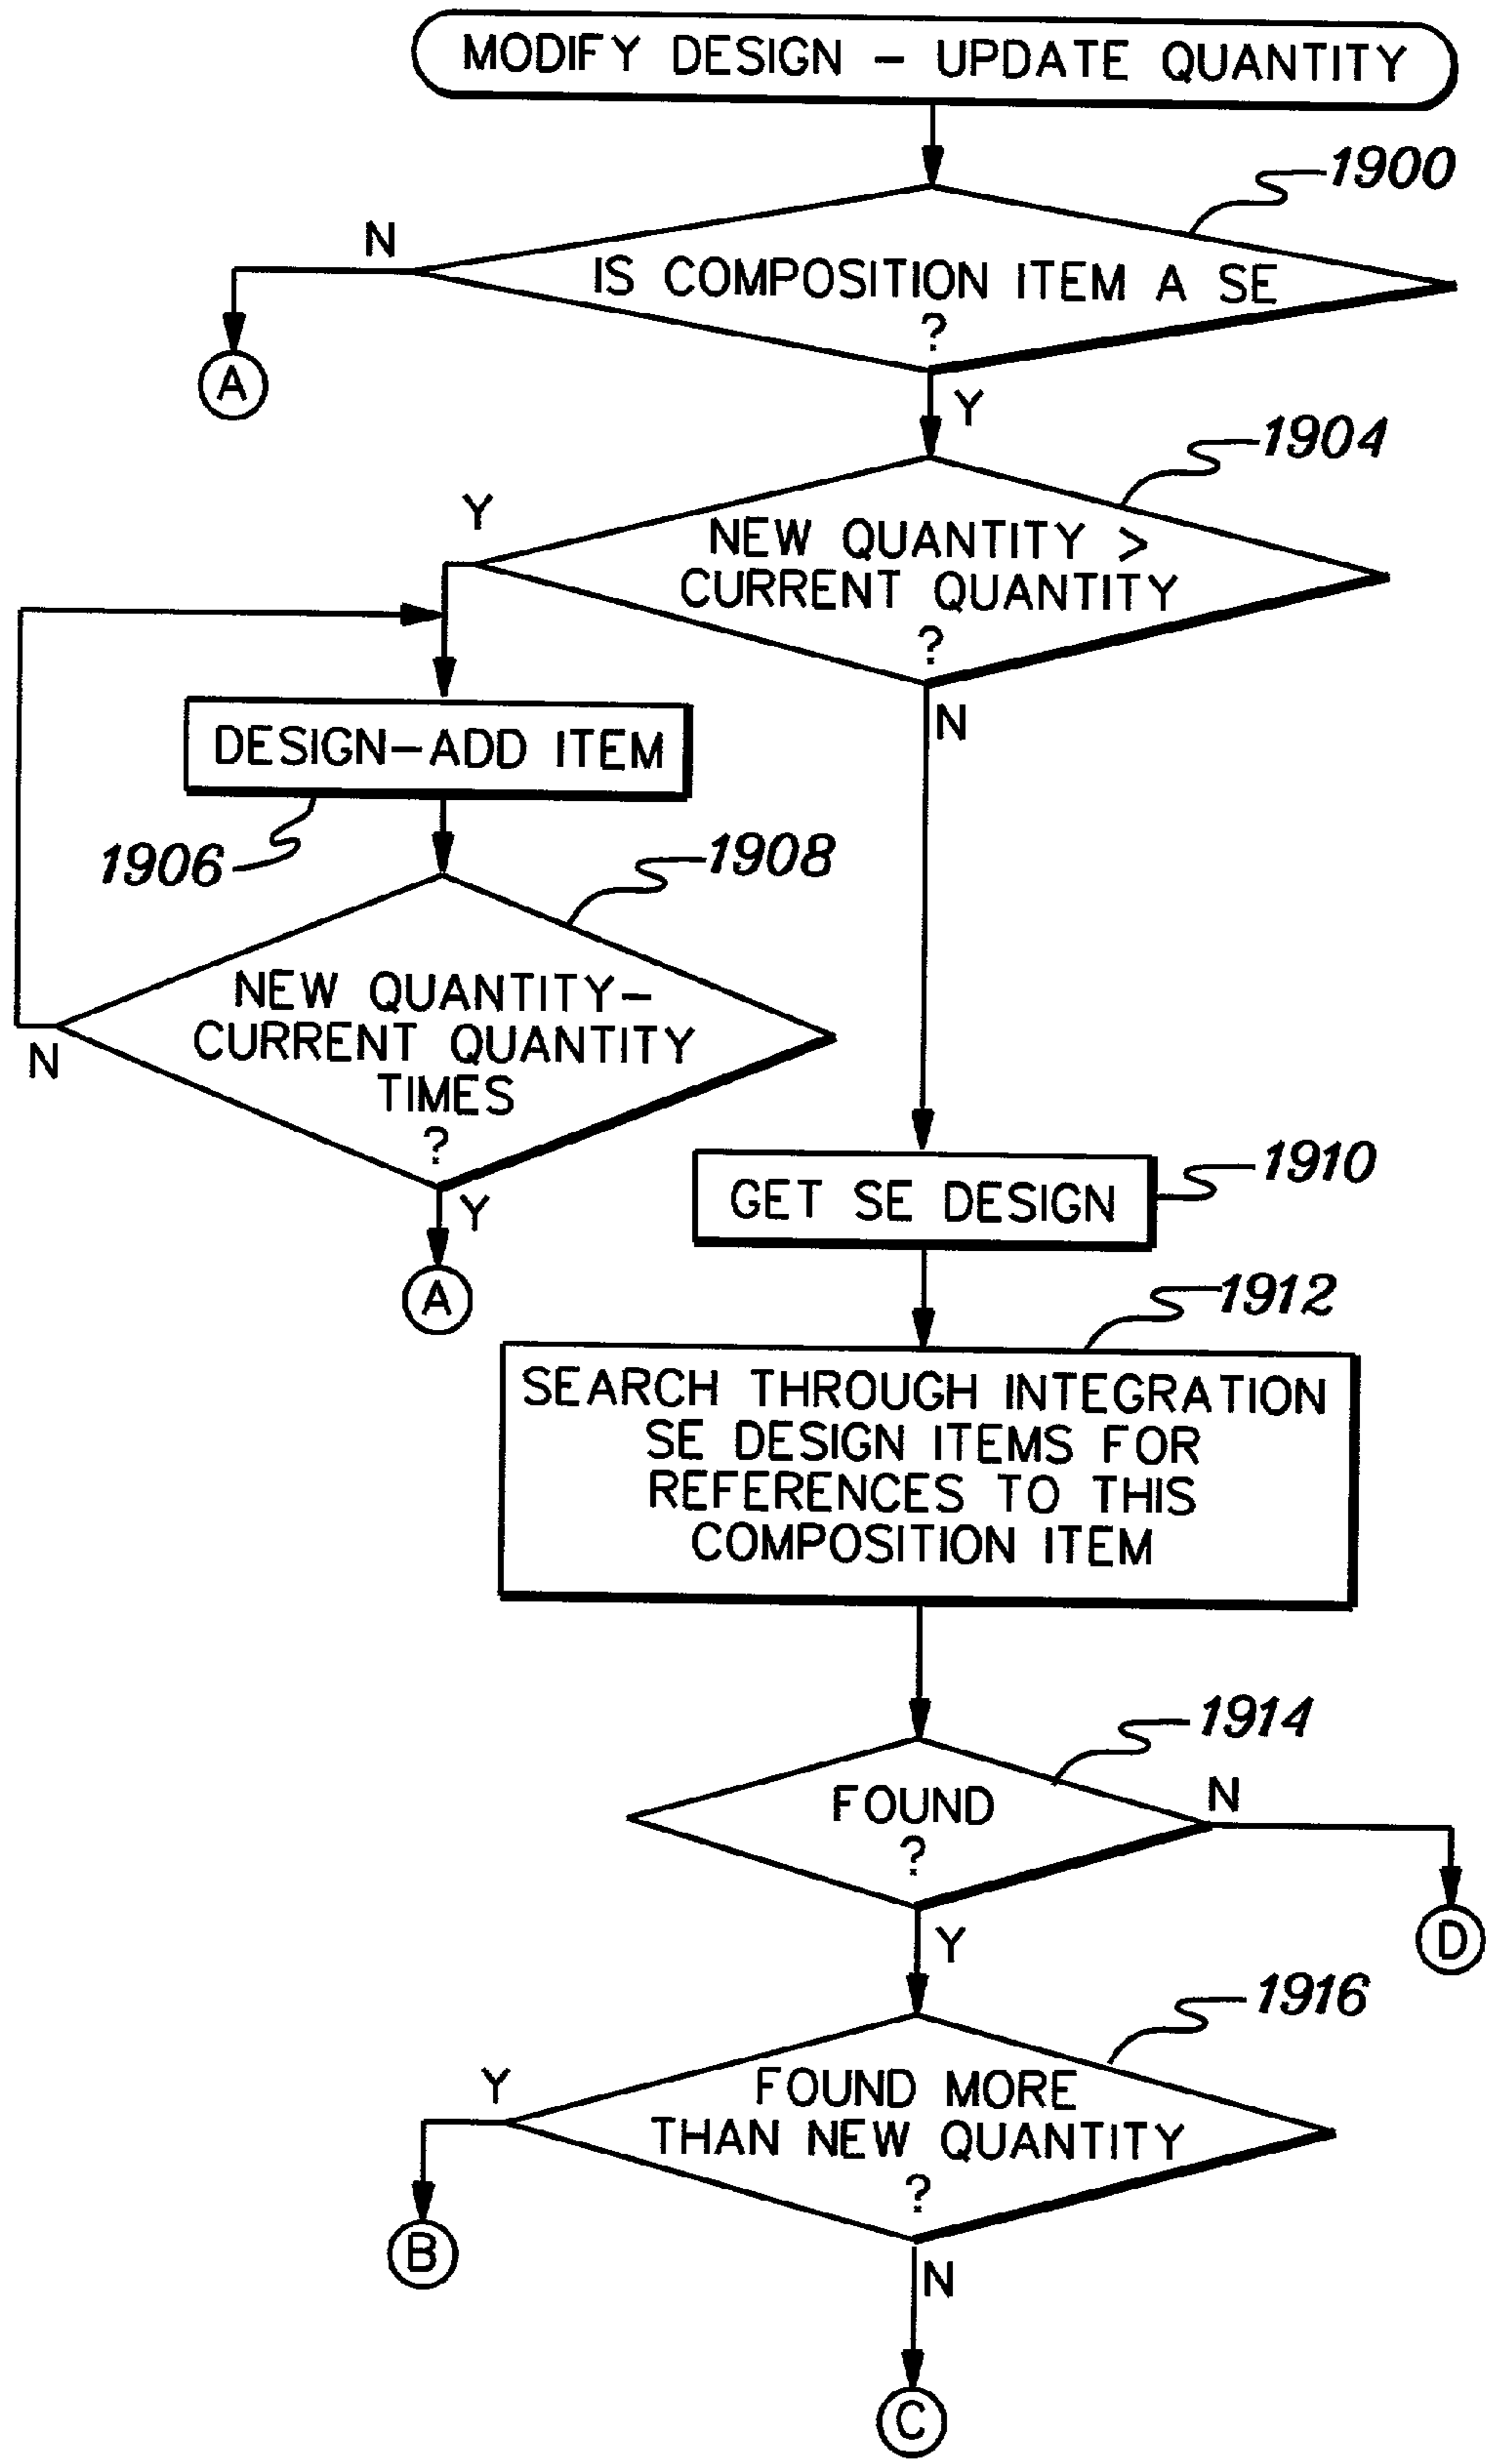 MODIFY DESIGN - UPDATE QUANTITY
1900
N
IS COMPOSITION ITEM A SE
?
A
Y
1904
Y
NEW QUANTITY >
CURRENT QUANTITY
?
N
DESIGN-ADD ITEM
1906
1908
NEW QUANTITY-
CURRENT QUANTITY
TIMES
?
N
Y
A
1910
GET SE DESIGN
1912
SEARCH THROUGH INTEGRATION
SE DESIGN ITEMS FOR
REFERENCES TO THIS
COMPOSITION ITEM
1914
FOUND
?
N
D
Y
1916
Y
FOUND MORE
THAN NEW QUANTITY
?
B
N
C